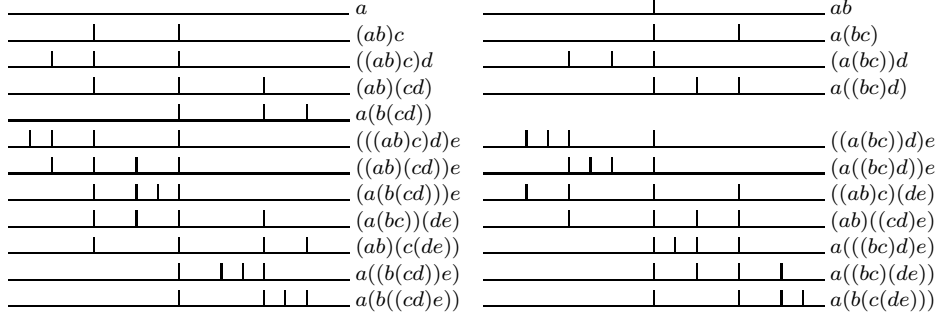 a ab
(ab)c a(bc)
((ab)c)d (a(bc))d
(ab)(cd) a((bc)d)
a(b(cd))
(((ab)c)d)e ((a(bc))d)e
((ab)(cd))e (a((bc)d))e
(a(b(cd)))e ((ab)c)(de)
(a(bc))(de) (ab)((cd)e)
(ab)(c(de)) a(((bc)d)e)
a((b(cd))e) a((bc)(de))
a(b((cd)e)) a(b(c(de)))